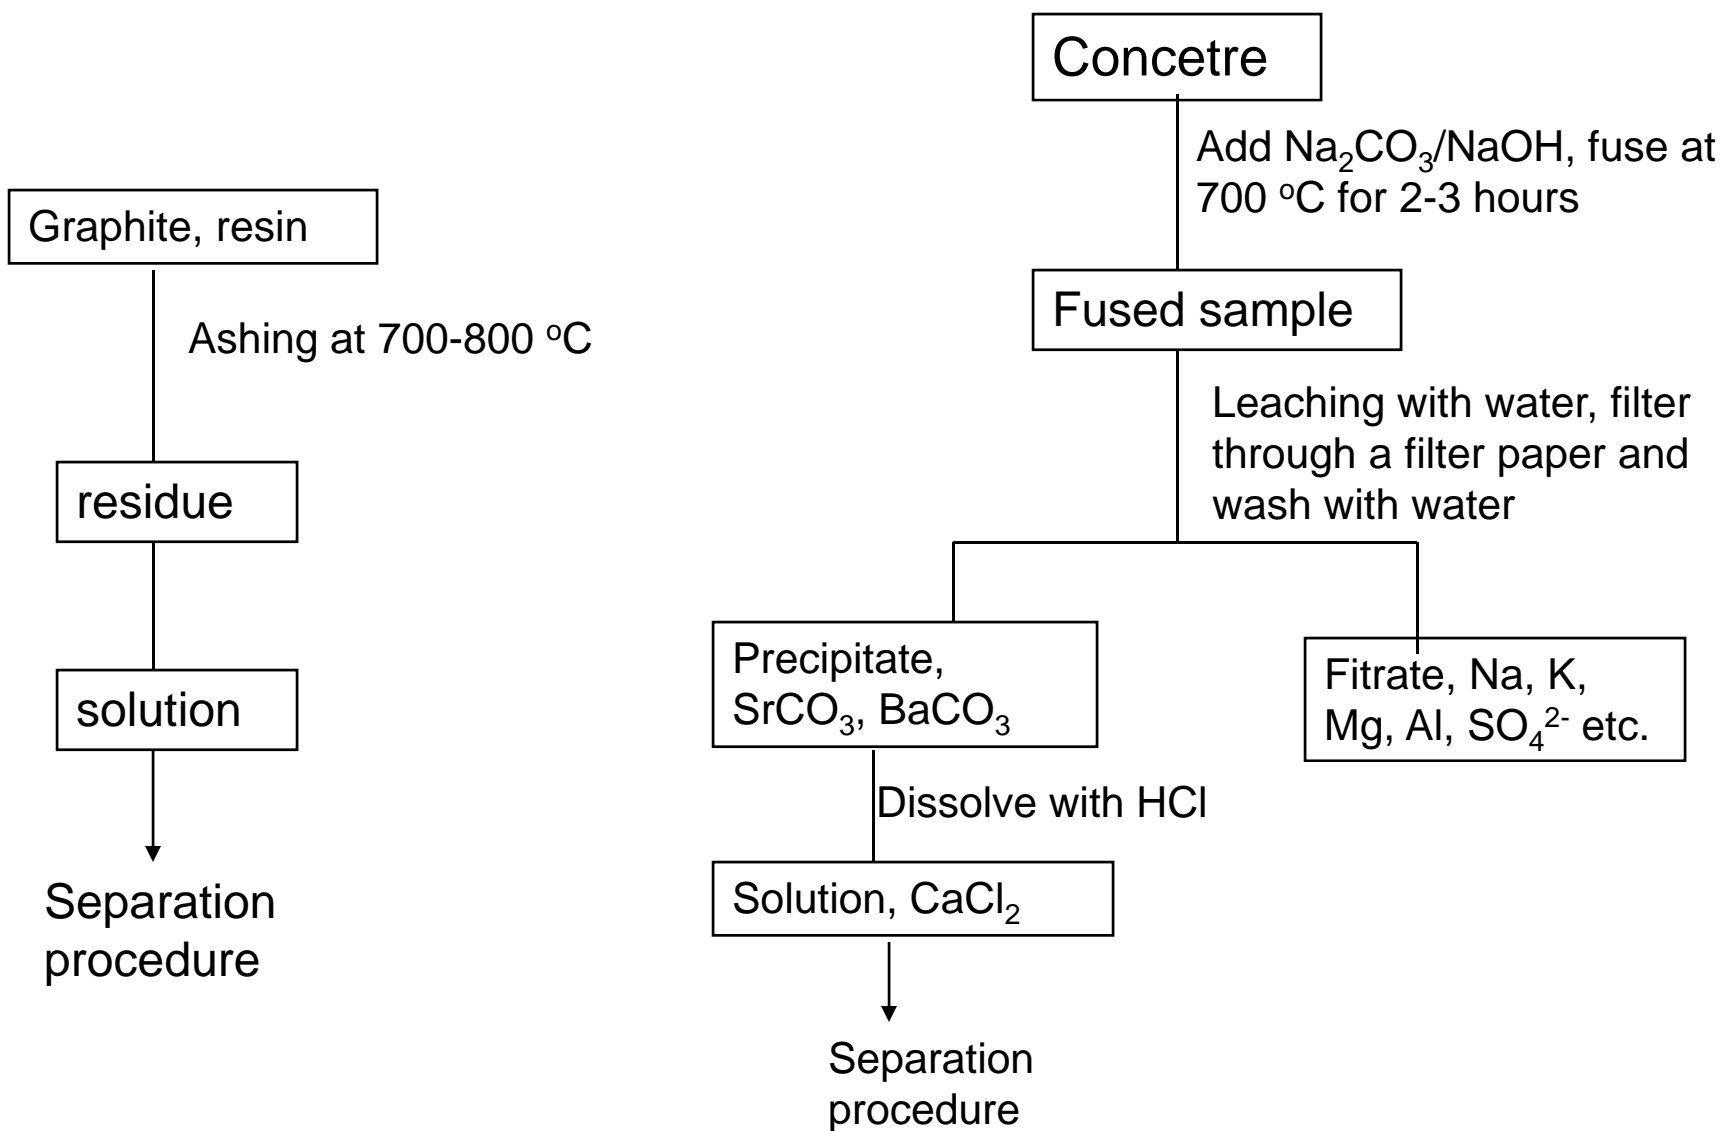 Graphite, resin
Ashing at 700-800 ºC
residue
solution
Separation
procedure
Concetre
Add Na₂CO₃/NaOH, fuse at
700 ºC for 2-3 hours
Fused sample
Leaching with water, filter
through a filter paper and
wash with water
Precipitate,
SrCO₃, BaCO₃
Fitrate, Na, K,
Mg, Al, SO₄²⁻ etc.
Dissolve with HCl
Solution, CaCl₂
Separation
procedure